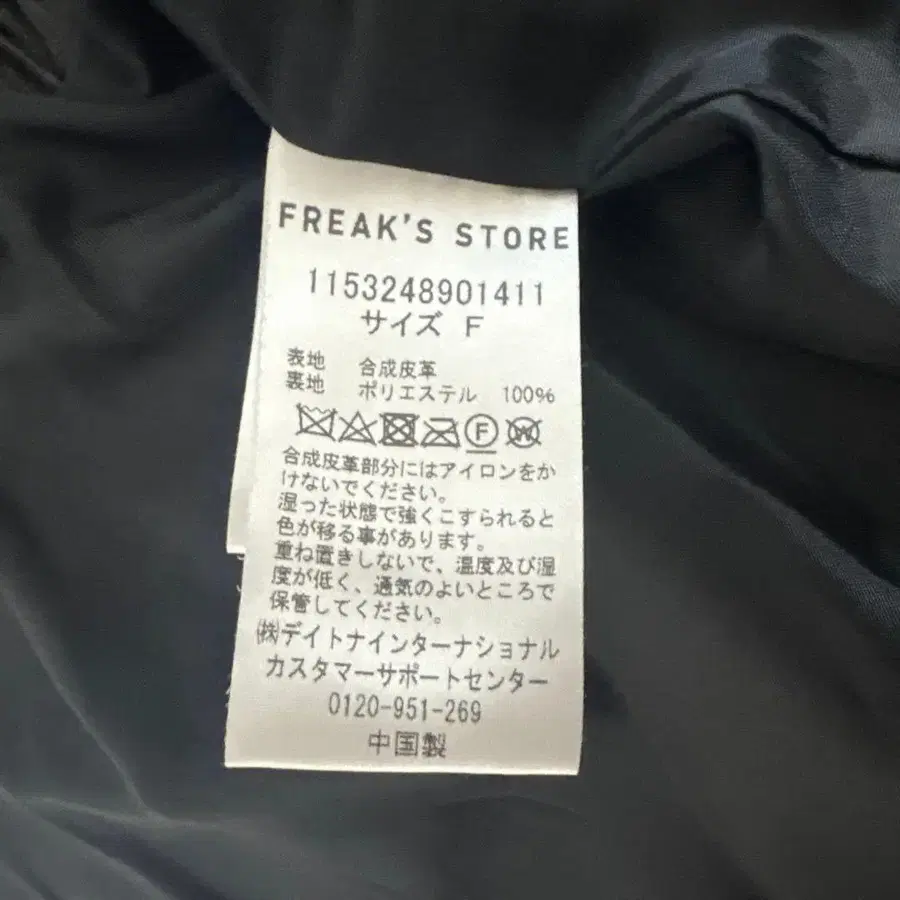 FREAK'S STORE
1153248901411
サイズ F
表地 合成皮革
裏地 ポリエステル 100%
F W
合成皮革部分にはアイロンをか
けないでください。
湿った状態で強くこすられると
色が移る事があります。
重ね置きしないで、温度及び湿
度が低く、通気のよいところで
保管してください。
㈱デイトナインターナショナル
カスタマーサポートセンター
0120-951-269
中国製